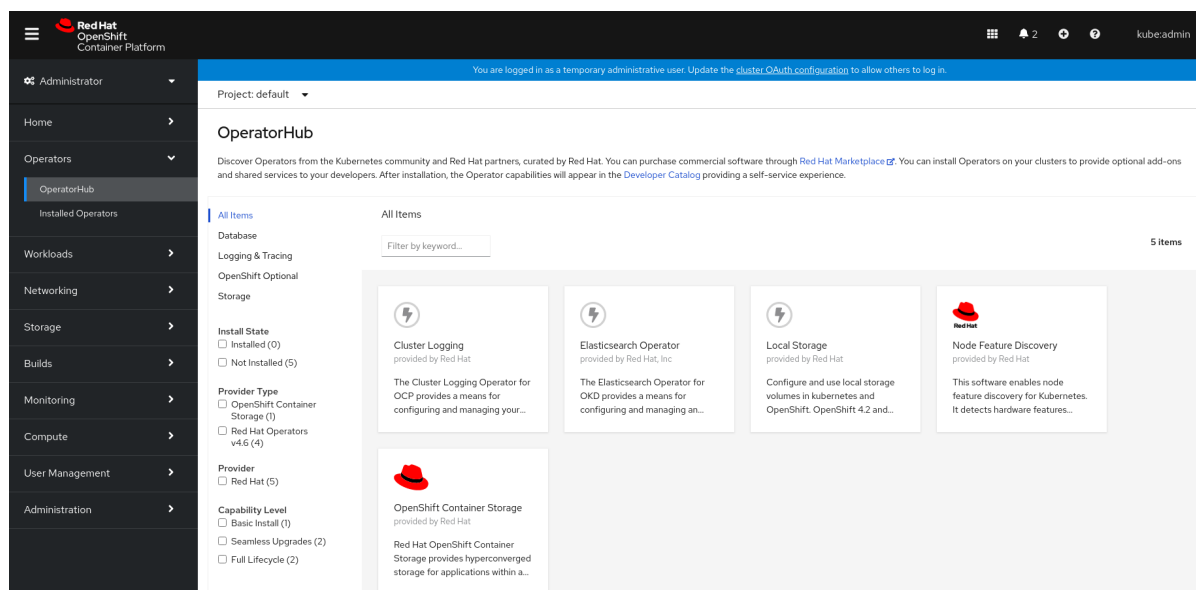 Red Hat
OpenShift
Container Platform
2
kube:admin
Administrator
You are logged in as a temporary administrative user. Update the cluster OAuth configuration to allow others to log in.
Project: default
Home
Operators
OperatorHub
Installed Operators
Workloads
Networking
Storage
Builds
Monitoring
Compute
User Management
Administration
OperatorHub
Discover Operators from the Kubernetes community and Red Hat partners, curated by Red Hat. You can purchase commercial software through Red Hat Marketplace. You can install Operators on your clusters to provide optional add-ons
and shared services to your developers. After installation, the Operator capabilities will appear in the Developer Catalog providing a self-service experience.
All Items
Database
Logging & Tracing
OpenShift Optional
Storage
Install State
Installed (0)
Not Installed (5)
Provider Type
OpenShift Container
Storage (1)
Red Hat Operators
v4.6 (4)
Provider
Red Hat (5)
Capability Level
Basic Install (1)
Seamless Upgrades (2)
Full Lifecycle (2)
All Items
Filter by keyword...
5 items
Cluster Logging
provided by Red Hat
The Cluster Logging Operator for
OCP provides a means for
configuring and managing your...
Elasticsearch Operator
provided by Red Hat, Inc
The Elasticsearch Operator for
OKD provides a means for
configuring and managing an...
Local Storage
provided by Red Hat
Configure and use local storage
volumes in kubernetes and
OpenShift. OpenShift 4.2 and...
Red Hat
Node Feature Discovery
provided by Red Hat
This software enables node
feature discovery for Kubernetes.
It detects hardware features...
OpenShift Container Storage
provided by Red Hat
Red Hat OpenShift Container
Storage provides hyperconverged
storage for applications within a...